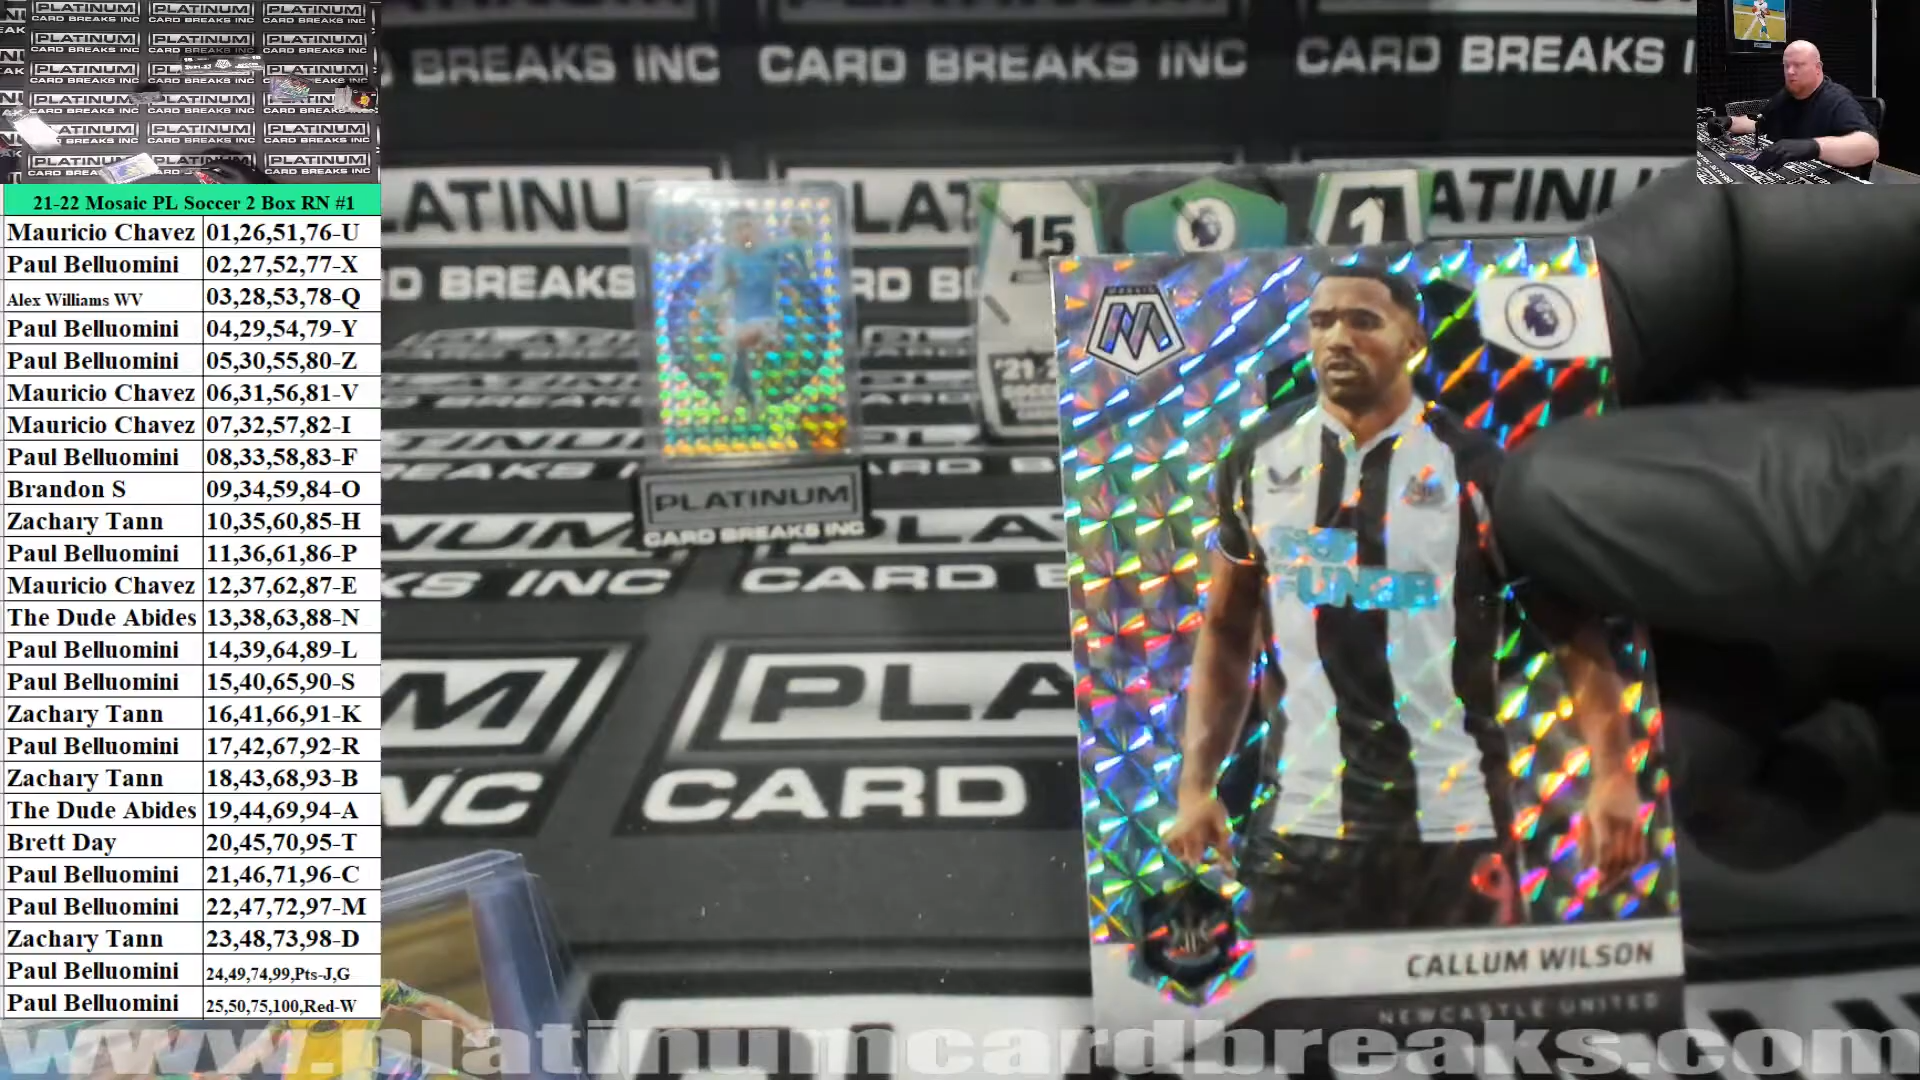 21-22 Mosaic PL Soccer 2 Box RN #1
Mauricio Chavez 01,26,51,76-U
Paul Belluomini 02,27,52,77-X
Alex Williams WV 03,28,53,78-Q
Paul Belluomini 04,29,54,79-Y
Paul Belluomini 05,30,55,80-Z
Mauricio Chavez 06,31,56,81-V
Mauricio Chavez 07,32,57,82-I
Paul Belluomini 08,33,58,83-F
Brandon S 09,34,59,84-O
Zachary Tann 10,35,60,85-H
Paul Belluomini 11,36,61,86-P
Mauricio Chavez 12,37,62,87-E
The Dude Abides 13,38,63,88-N
Paul Belluomini 14,39,64,89-L
Paul Belluomini 15,40,65,90-S
Zachary Tann 16,41,66,91-K
Paul Belluomini 17,42,67,92-R
Zachary Tann 18,43,68,93-B
The Dude Abides 19,44,69,94-A
Brett Day 20,45,70,95-T
Paul Belluomini 21,46,71,96-C
Paul Belluomini 22,47,72,97-M
Zachary Tann 23,48,73,98-D
Paul Belluomini 24,49,74,99,Pts-J,G
Paul Belluomini 25,50,75,100,Red-W
BREAKS INC CARD BREAKS INC CARD BREAKS
15
1
PLATINUM
CARD BREAKS INC
MOSAIC
M
FUN88
CALLUM WILSON
NEWCASTLE UNITED
www.platinumcardbreaks.com